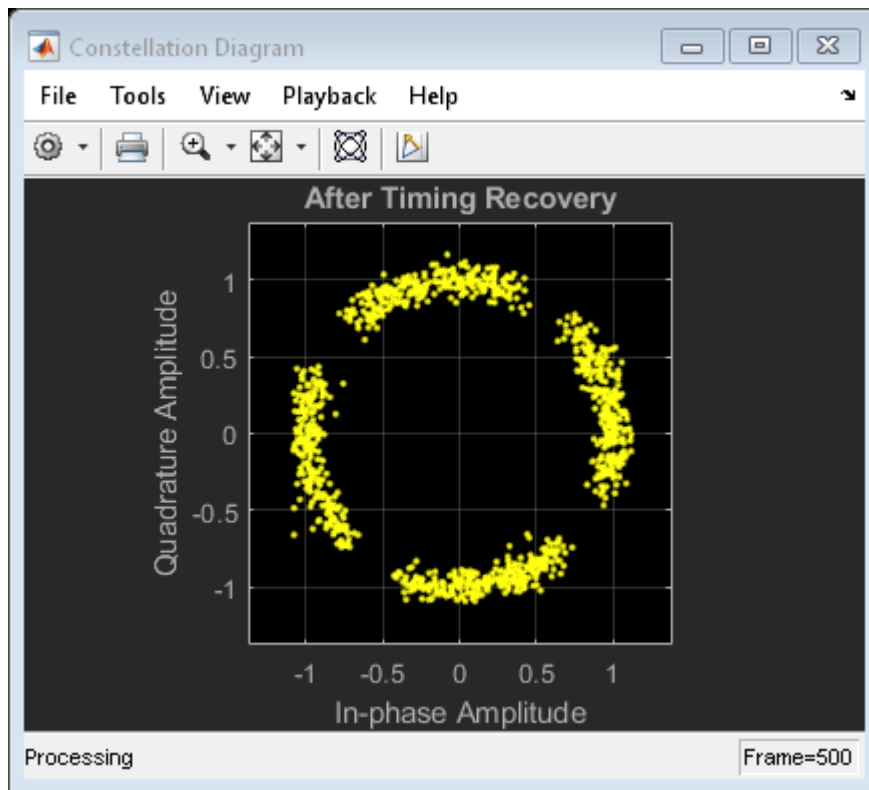 Constellation Diagram
File Tools View Playback Help
After Timing Recovery
Quadrature Amplitude
1
0.5
0
-0.5
-1
-1 -0.5 0 0.5 1
In-phase Amplitude
Processing Frame=500